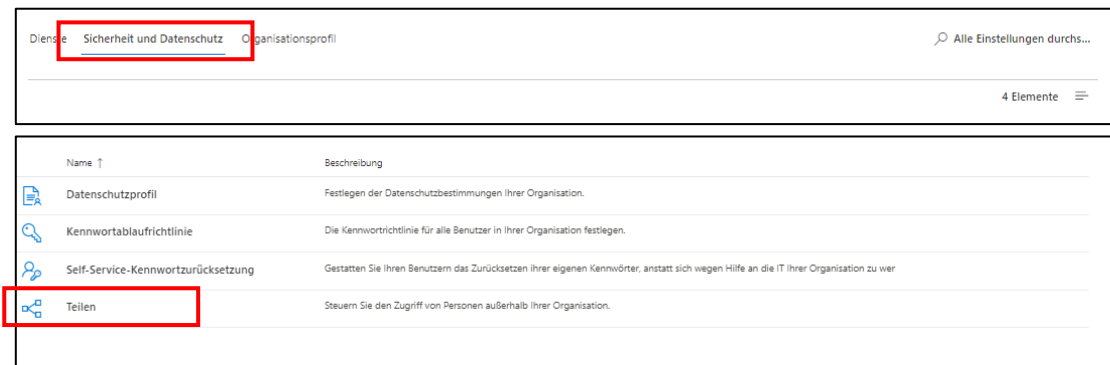 Dienste Sicherheit und Datenschutz Organisationsprofil Alle Einstellungen durchs...
4 Elemente
Name ↑ Beschreibung
Datenschutzprofil Festlegen der Datenschutzbestimmungen Ihrer Organisation.
Kennwortablaufrichtlinie Die Kennwortrichtlinie für alle Benutzer in Ihrer Organisation festlegen.
Self-Service-Kennwortzurücksetzung Gestatten Sie Ihren Benutzern das Zurücksetzen ihrer eigenen Kennwörter, anstatt sich wegen Hilfe an die IT Ihrer Organisation zu wer
Teilen Steuern Sie den Zugriff von Personen außerhalb Ihrer Organisation.